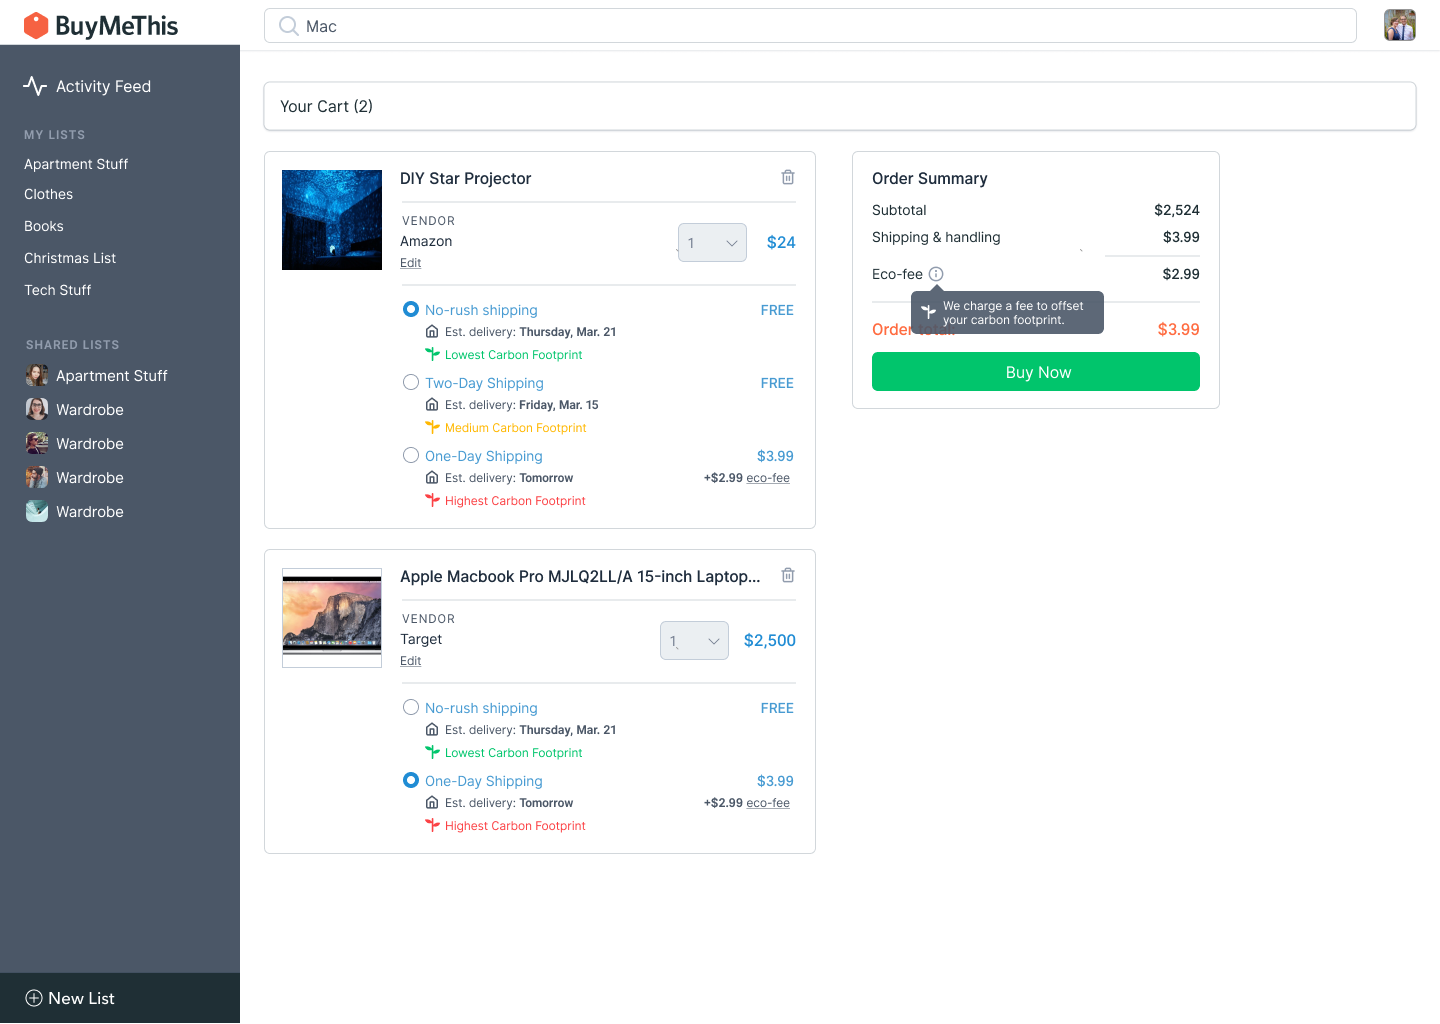 BuyMeThis
Mac
Activity Feed
MY LISTS
Apartment Stuff
Clothes
Books
Christmas List
Tech Stuff
SHARED LISTS
Apartment Stuff
Wardrobe
Wardrobe
Wardrobe
Wardrobe
New List
Your Cart (2)
DIY Star Projector
VENDOR
Amazon
Edit
1
$24
No-rush shipping
FREE
Est. delivery: Thursday, Mar. 21
Lowest Carbon Footprint
Two-Day Shipping
FREE
Est. delivery: Friday, Mar. 15
Medium Carbon Footprint
One-Day Shipping
$3.99
Est. delivery: Tomorrow
+$2.99 eco-fee
Highest Carbon Footprint
Apple Macbook Pro MJLQ2LL/A 15-inch Laptop...
VENDOR
Target
Edit
1
$2,500
No-rush shipping
FREE
Est. delivery: Thursday, Mar. 21
Lowest Carbon Footprint
One-Day Shipping
$3.99
Est. delivery: Tomorrow
+$2.99 eco-fee
Highest Carbon Footprint
Order Summary
Subtotal
$2,524
Shipping & handling
$3.99
Eco-fee
$2.99
We charge a fee to offset
your carbon footprint.
Order total:
$3.99
Buy Now